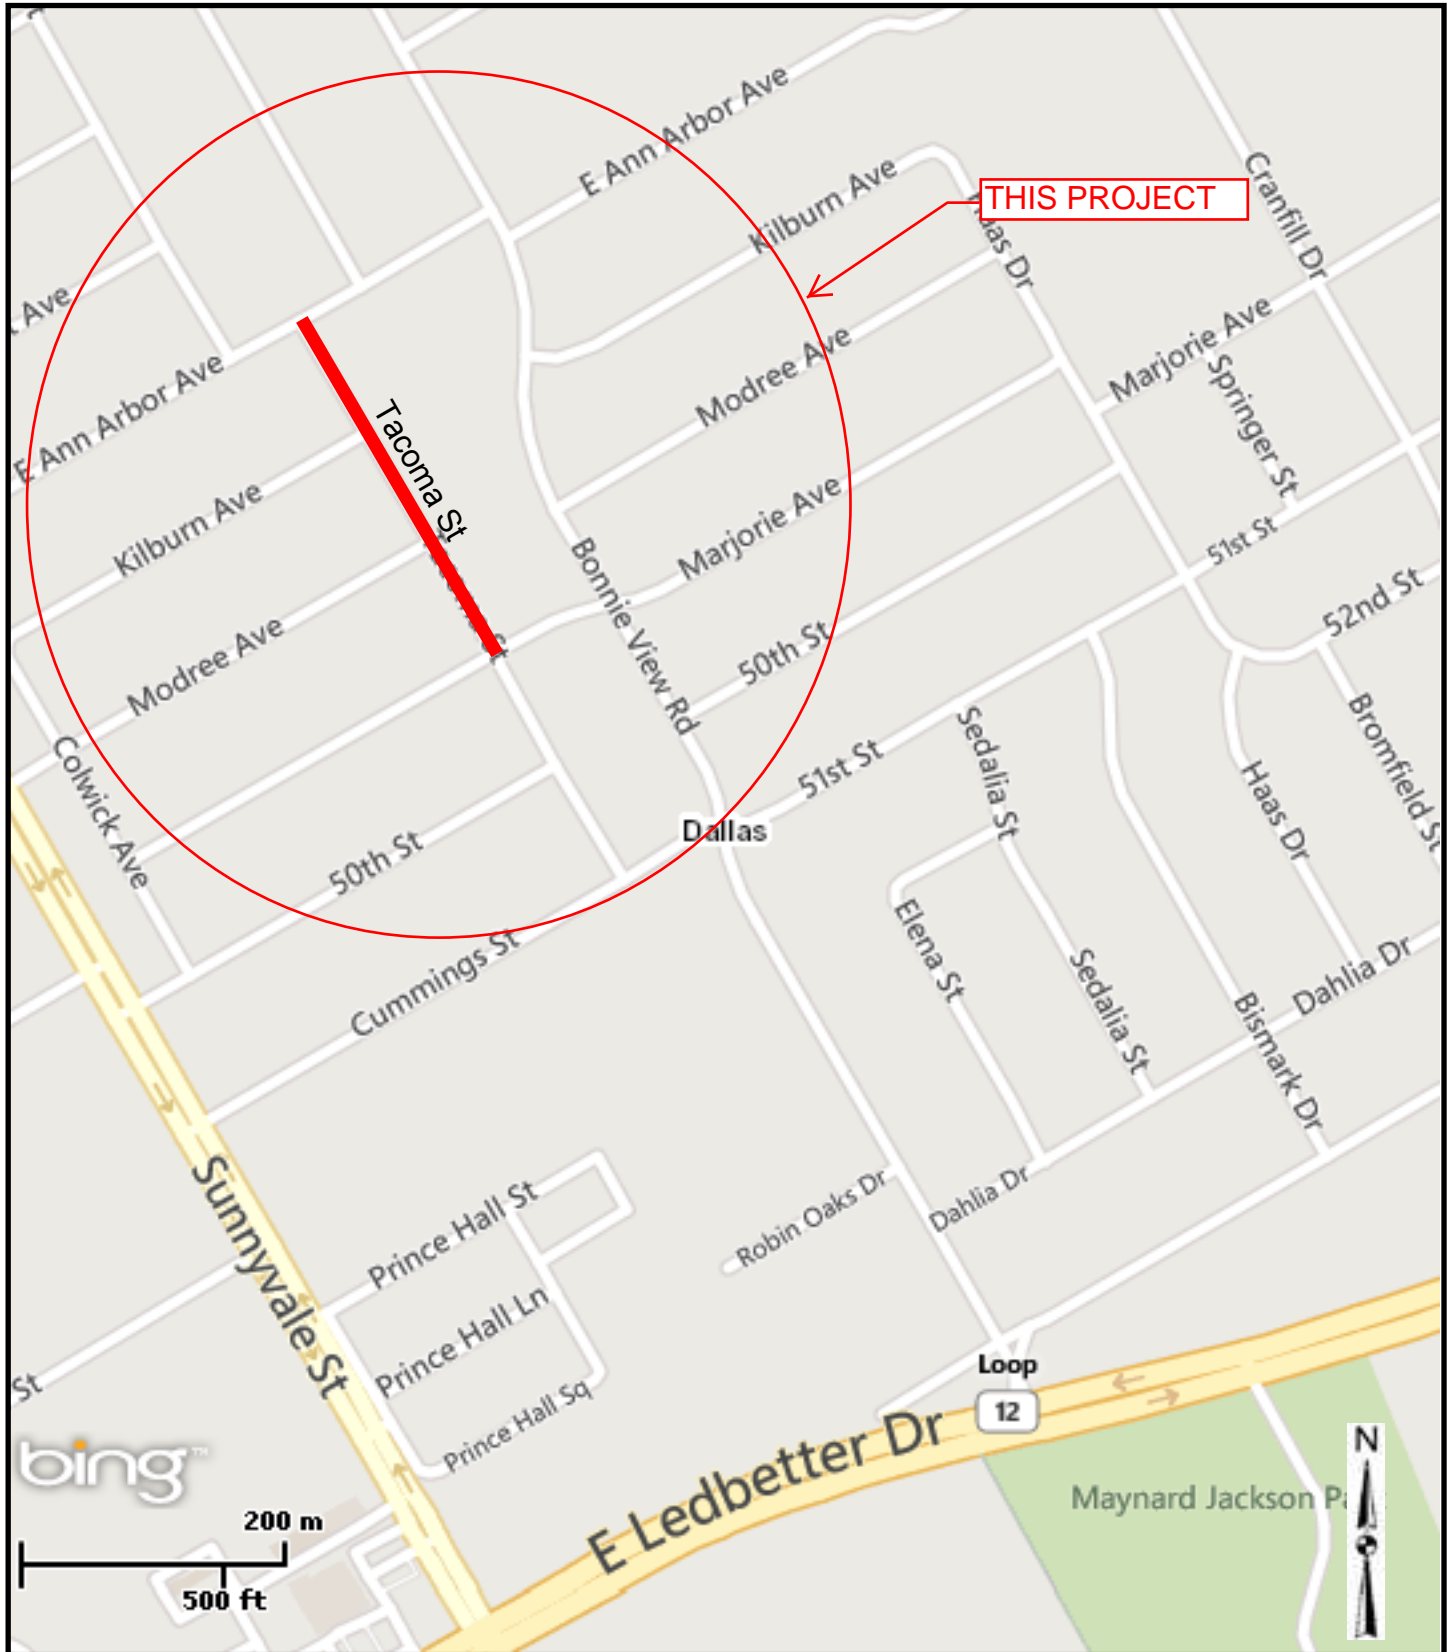 E Ann Arbor Ave
Kilburn Ave
THIS PROJECT
Cranfill Dr
Ave
E Ann Arbor Ave
Tacoma St
Modree Ave
Marjorie Ave
Springer St
Kilburn Ave
Marjorie Ave
51st St
52nd St
Bonnie View Rd
50th St
Modree Ave
Colwick Ave
51st St
Sedalia St
Haas Dr
Bromfield St
Dallas
50th St
Elena St
Cummings St
Sedalia St
Dahlia Dr
Bismark Dr
Sunnyvale St
Prince Hall St
Robin Oaks Dr
Dahlia Dr
Prince Hall Ln
Prince Hall Sq
St
Loop
12
E Ledbetter Dr
bing™
N
Maynard Jackson
200 m
500 ft